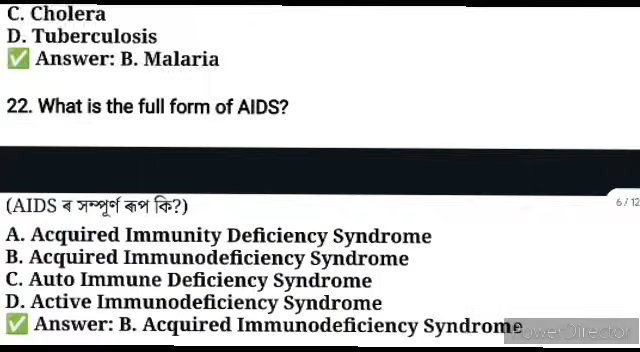 C. Cholera
D. Tuberculosis
✅ Answer: B. Malaria
22. What is the full form of AIDS?
(AIDS ৰ সম্পূৰ্ণ ৰূপ কি?)
6 / 12
A. Acquired Immunity Deficiency Syndrome
B. Acquired Immunodeficiency Syndrome
C. Auto Immune Deficiency Syndrome
D. Active Immunodeficiency Syndrome
✅ Answer: B. Acquired Immunodeficiency Syndrome
PowerDirector